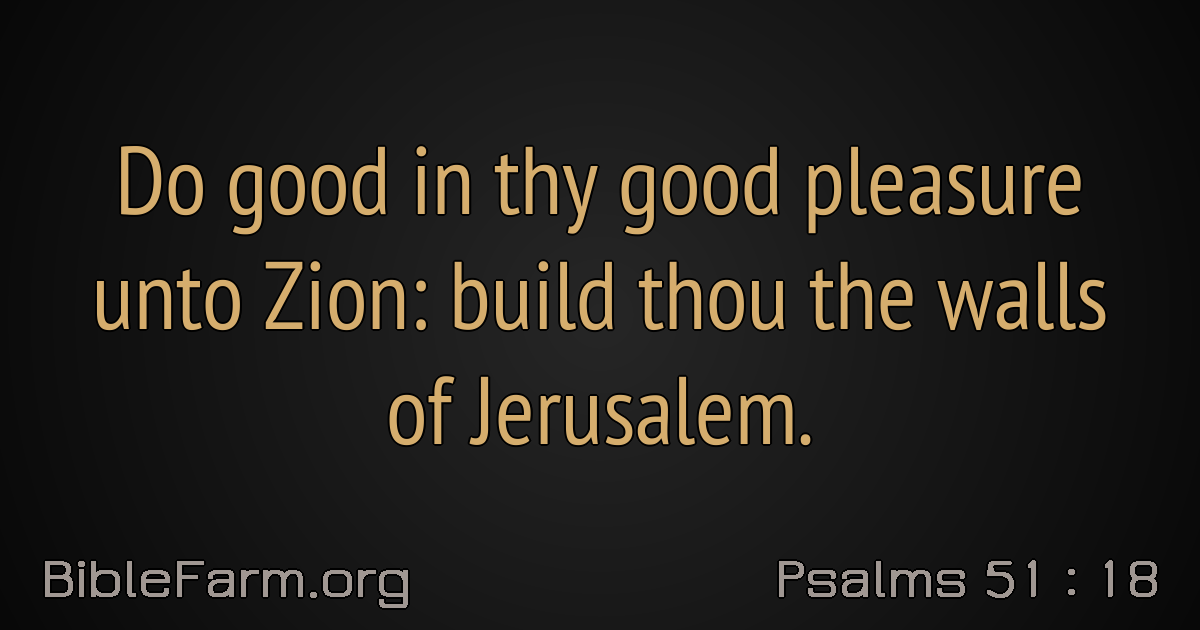 Do good in thy good pleasure
unto Zion: build thou the walls
of Jerusalem.
BibleFarm.org
Psalms 51 : 18